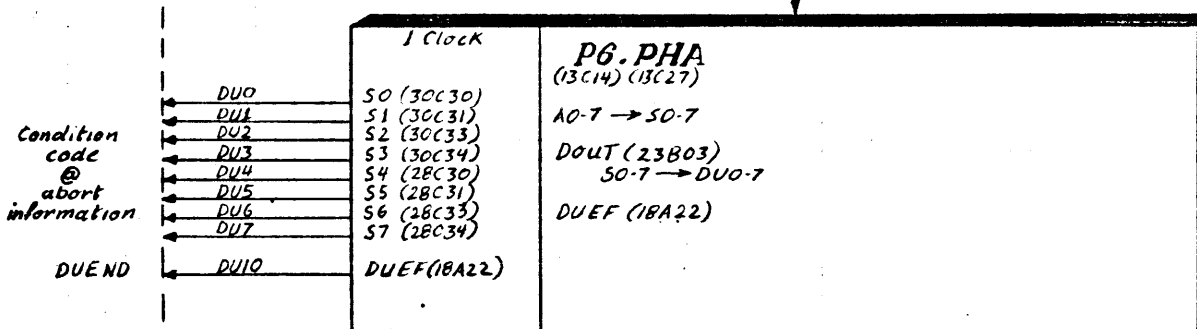 1 Clock
P6.PHA
(13C14) (13C27)
DU0 S0 (30C30)
DU1 S1 (30C31) A0-7 → S0-7
Condition DU2 S2 (30C33)
code DU3 S3 (30C34) DOUT (23B03)
@ DU4 S4 (28C30) S0-7 → DU0-7
abort DU5 S5 (28C31)
information DU6 S6 (28C33) DUEF (18A22)
DU7 S7 (28C34)
DUEND DU10 DUEF(18A22)